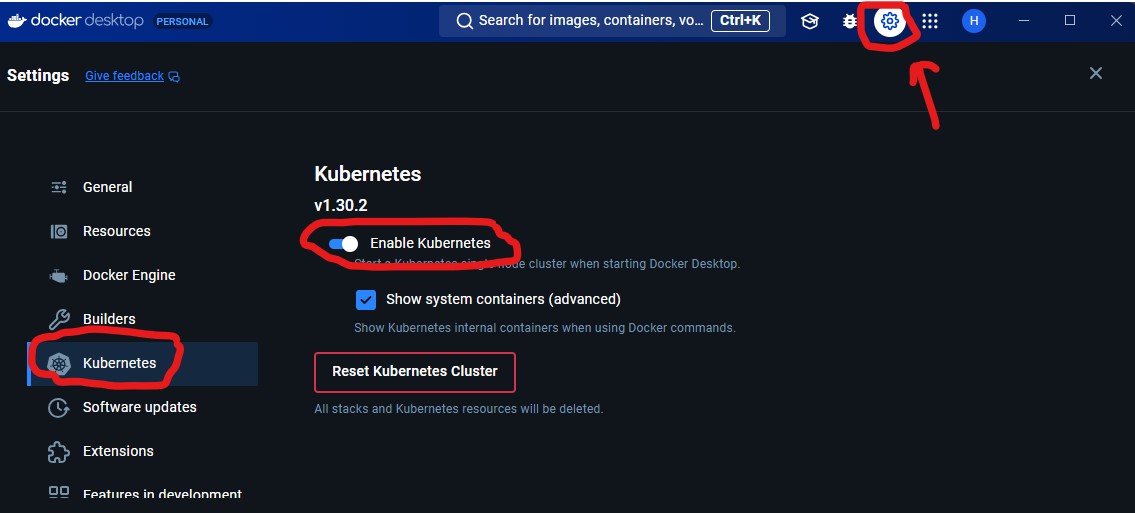 docker desktop PERSONAL Search for images, containers, vo... Ctrl+K H
Settings Give feedback
General
Resources
Docker Engine
Builders
Kubernetes
Software updates
Extensions
Features in development
Kubernetes
v1.30.2
Enable Kubernetes
Start a Kubernetes single-node cluster when starting Docker Desktop.
Show system containers (advanced)
Show Kubernetes internal containers when using Docker commands.
Reset Kubernetes Cluster
All stacks and Kubernetes resources will be deleted.